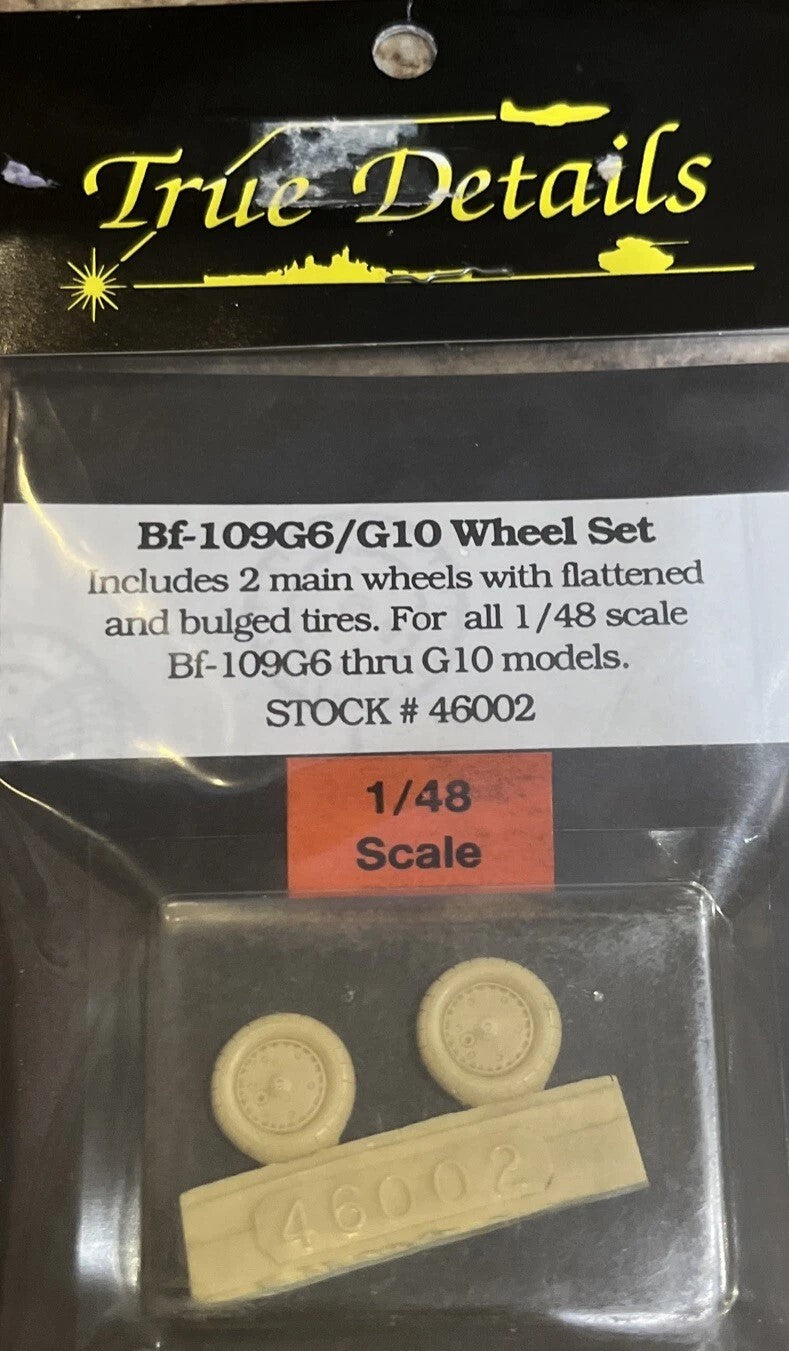 True Details
Bf-109G6/G10 Wheel Set
Includes 2 main wheels with flattened
and bulged tires. For all 1/48 scale
Bf-109G6 thru G10 models.
STOCK # 46002
1/48
Scale
46002